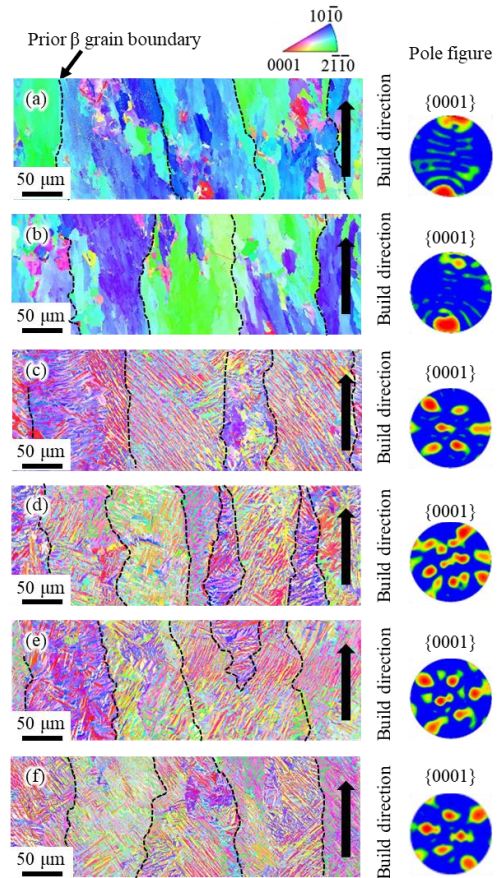 Prior β grain boundary
101̄0
0001
21̄1̄0
Pole figure
(a)
50 μm
Build direction
{0001}
(b)
50 μm
Build direction
{0001}
(c)
50 μm
Build direction
{0001}
(d)
50 μm
Build direction
{0001}
(e)
50 μm
Build direction
{0001}
(f)
50 μm
Build direction
{0001}